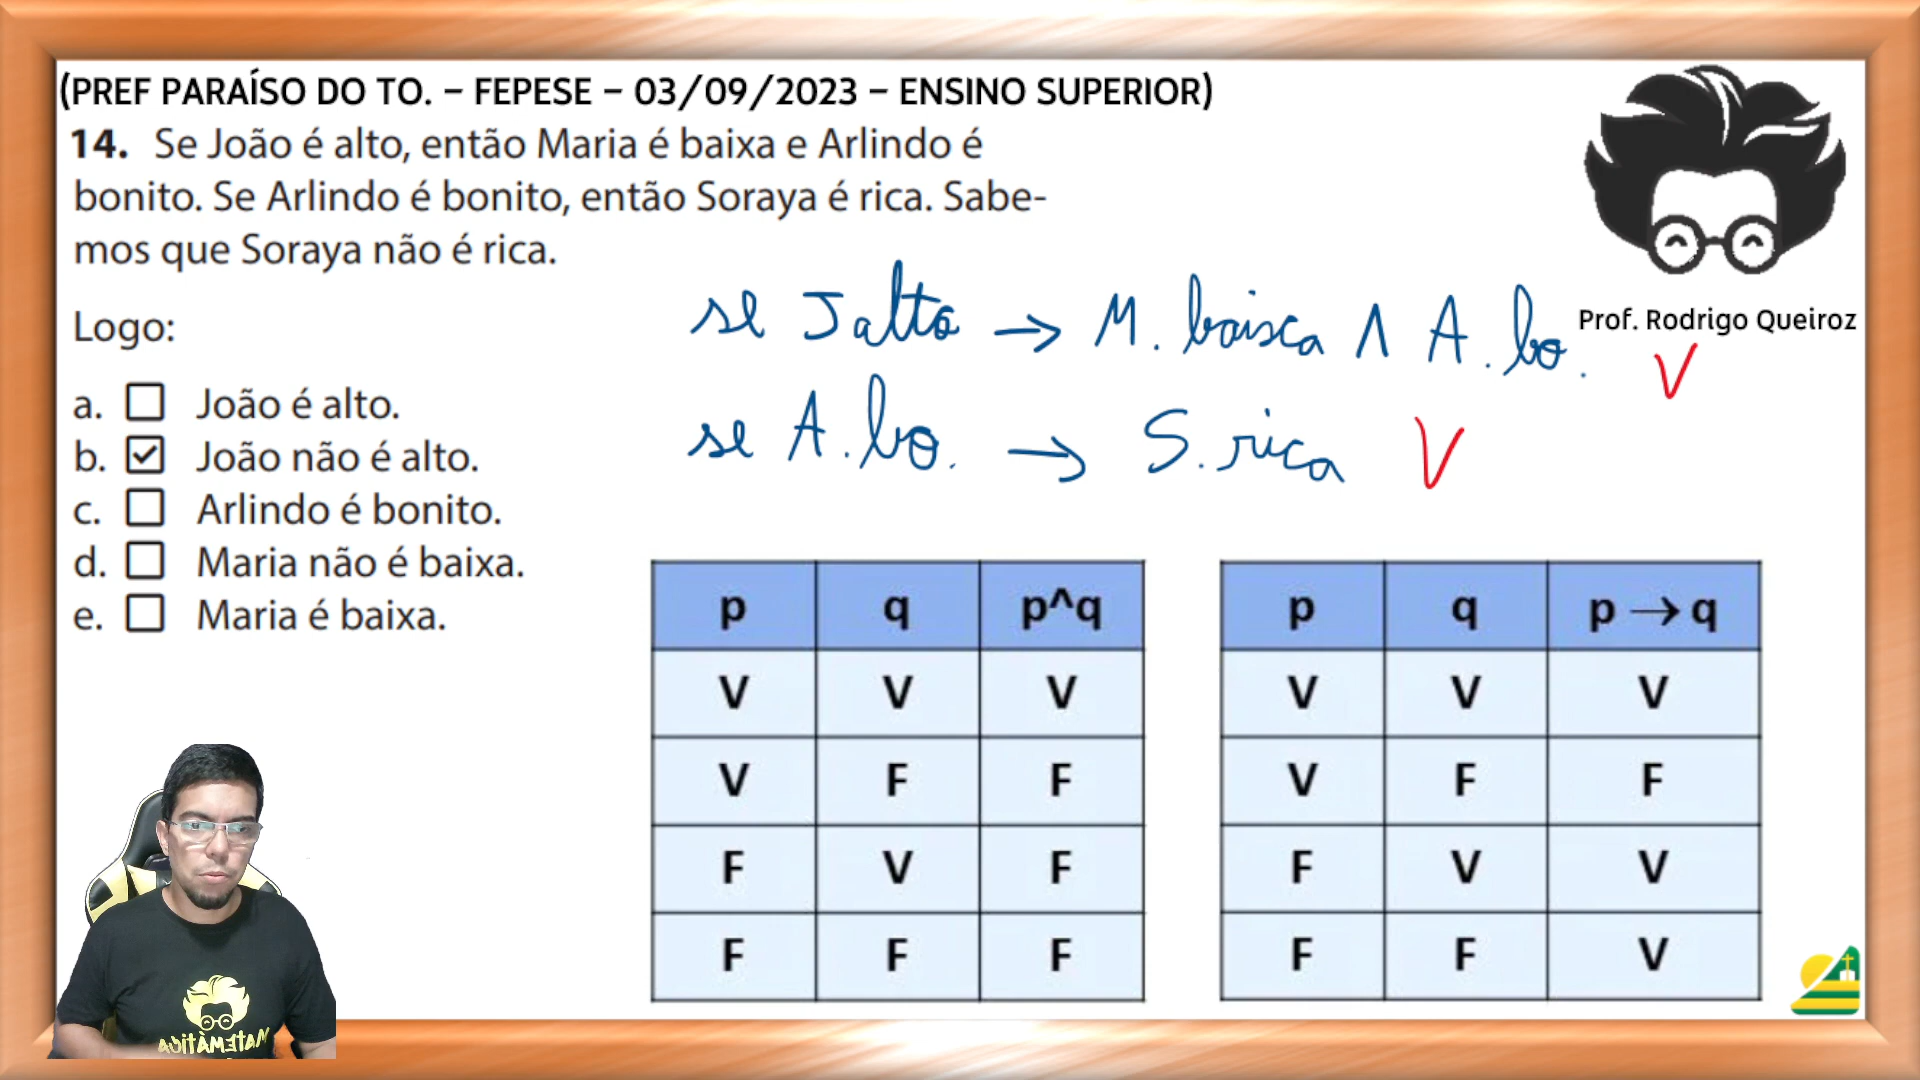 (PREF PARAÍSO DO TO. – FEPESE – 03/09/2023 – ENSINO SUPERIOR)
14. Se João é alto, então Maria é baixa e Arlindo é
bonito. Se Arlindo é bonito, então Soraya é rica. Sabe-
mos que Soraya não é rica.
Logo:
a. João é alto.
b. João não é alto.
c. Arlindo é bonito.
d. Maria não é baixa.
e. Maria é baixa.
Prof. Rodrigo Queiroz
se J alto → M. baixa ∧ A. bo. V
se A. bo. → S. rica V
p q p^q
V V V
V F F
F V F
F F F
p q p → q
V V V
V F F
F V V
F F V
MATEMÁTICA